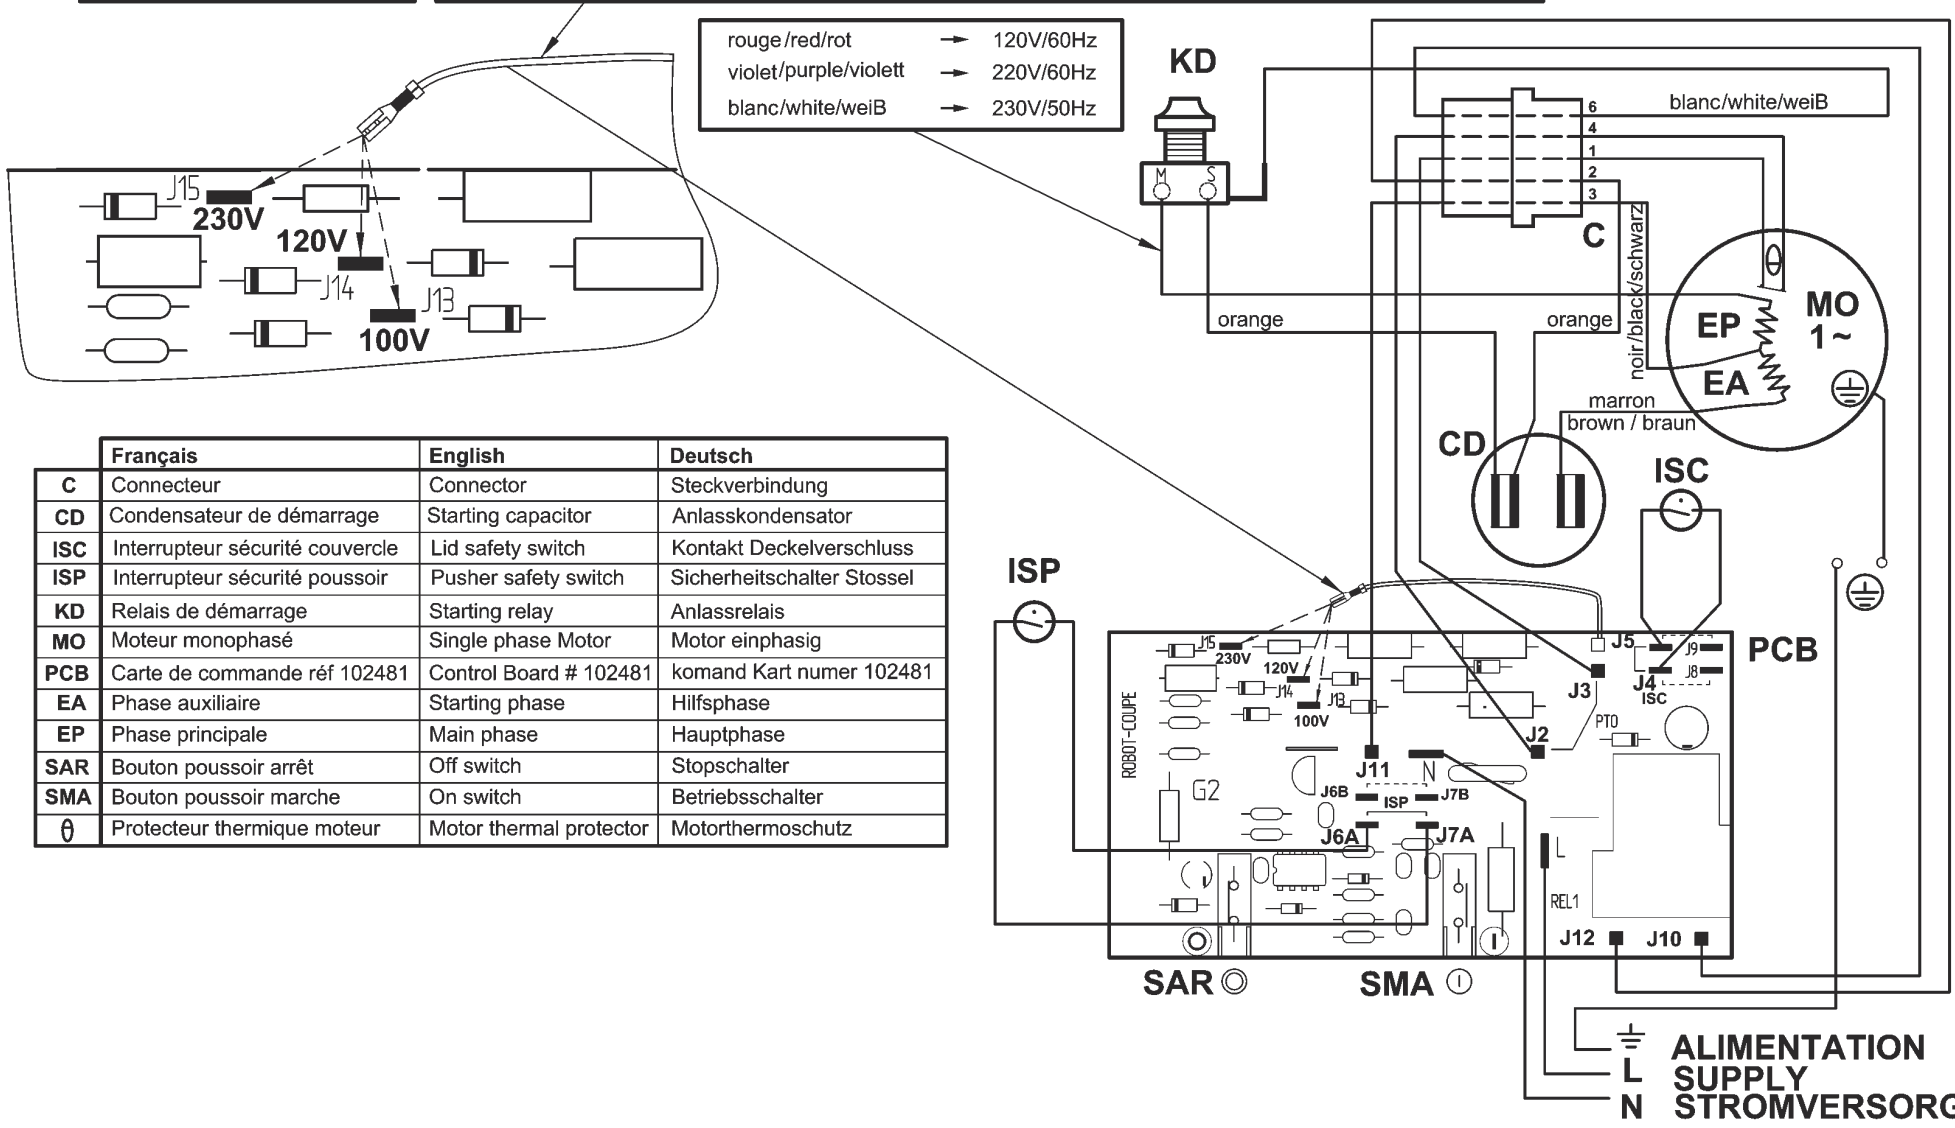 rouge/red/rot → 120V/60Hz
violet/purple/violett → 220V/60Hz
blanc/white/weiB → 230V/50Hz
KD
M S
blanc/white/weiB
6
4
1
2
3
C
noir/black/schwarz
θ
MO
1~
EP
EA
orange
orange
marron
brown / braun
CD
ISC
J15
230V
120V
J14
J13
100V
Français English Deutsch
C Connecteur Connector Steckverbindung
CD Condensateur de démarrage Starting capacitor Anlasskondensator
ISC Interrupteur sécurité couvercle Lid safety switch Kontakt Deckelverschluss
ISP Interrupteur sécurité poussoir Pusher safety switch Sicherheitschalter Stossel
KD Relais de démarrage Starting relay Anlassrelais
MO Moteur monophasé Single phase Motor Motor einphasig
PCB Carte de commande réf 102481 Control Board # 102481 komand Kart numer 102481
EA Phase auxiliaire Starting phase Hilfsphase
EP Phase principale Main phase Hauptphase
SAR Bouton poussoir arrêt Off switch Stopschalter
SMA Bouton poussoir marche On switch Betriebsschalter
θ Protecteur thermique moteur Motor thermal protector Motorthermoschutz
ISP
PCB
J15
230V
120V
J14
J13
100V
J5
J9
J3
J4
J8
ISC
PT0
J2
ROBOT-COUPE
G2
J11
N
J6B
ISP
J7B
J6A
J7A
L
REL1
J12
J10
I
SAR
SMA
I
ALIMENTATION
L SUPPLY
N STROMVERSORG